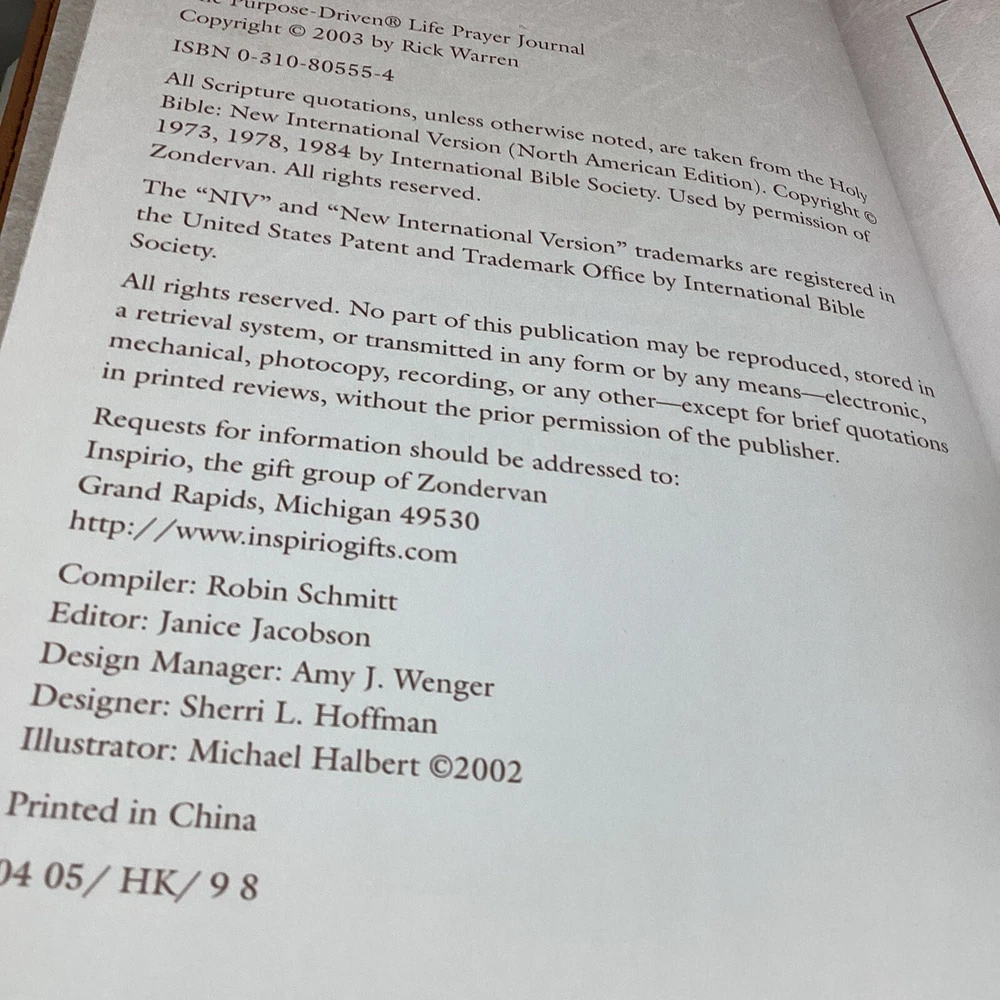 Purpose-Driven® Life Prayer Journal
Copyright © 2003 by Rick Warren
ISBN 0-310-80555-4
All Scripture quotations, unless otherwise noted, are taken from the Holy
Bible: New International Version (North American Edition). Copyright ©
1973, 1978, 1984 by International Bible Society. Used by permission of
Zondervan. All rights reserved.
The “NIV” and “New International Version” trademarks are registered in
the United States Patent and Trademark Office by International Bible
Society.
All rights reserved. No part of this publication may be reproduced, stored in
a retrieval system, or transmitted in any form or by any means—electronic,
mechanical, photocopy, recording, or any other—except for brief quotations
in printed reviews, without the prior permission of the publisher.
Requests for information should be addressed to:
Inspirio, the gift group of Zondervan
Grand Rapids, Michigan 49530
http://www.inspiriogifts.com
Compiler: Robin Schmitt
Editor: Janice Jacobson
Design Manager: Amy J. Wenger
Designer: Sherri L. Hoffman
Illustrator: Michael Halbert ©2002
Printed in China
04 05/ HK/ 9 8